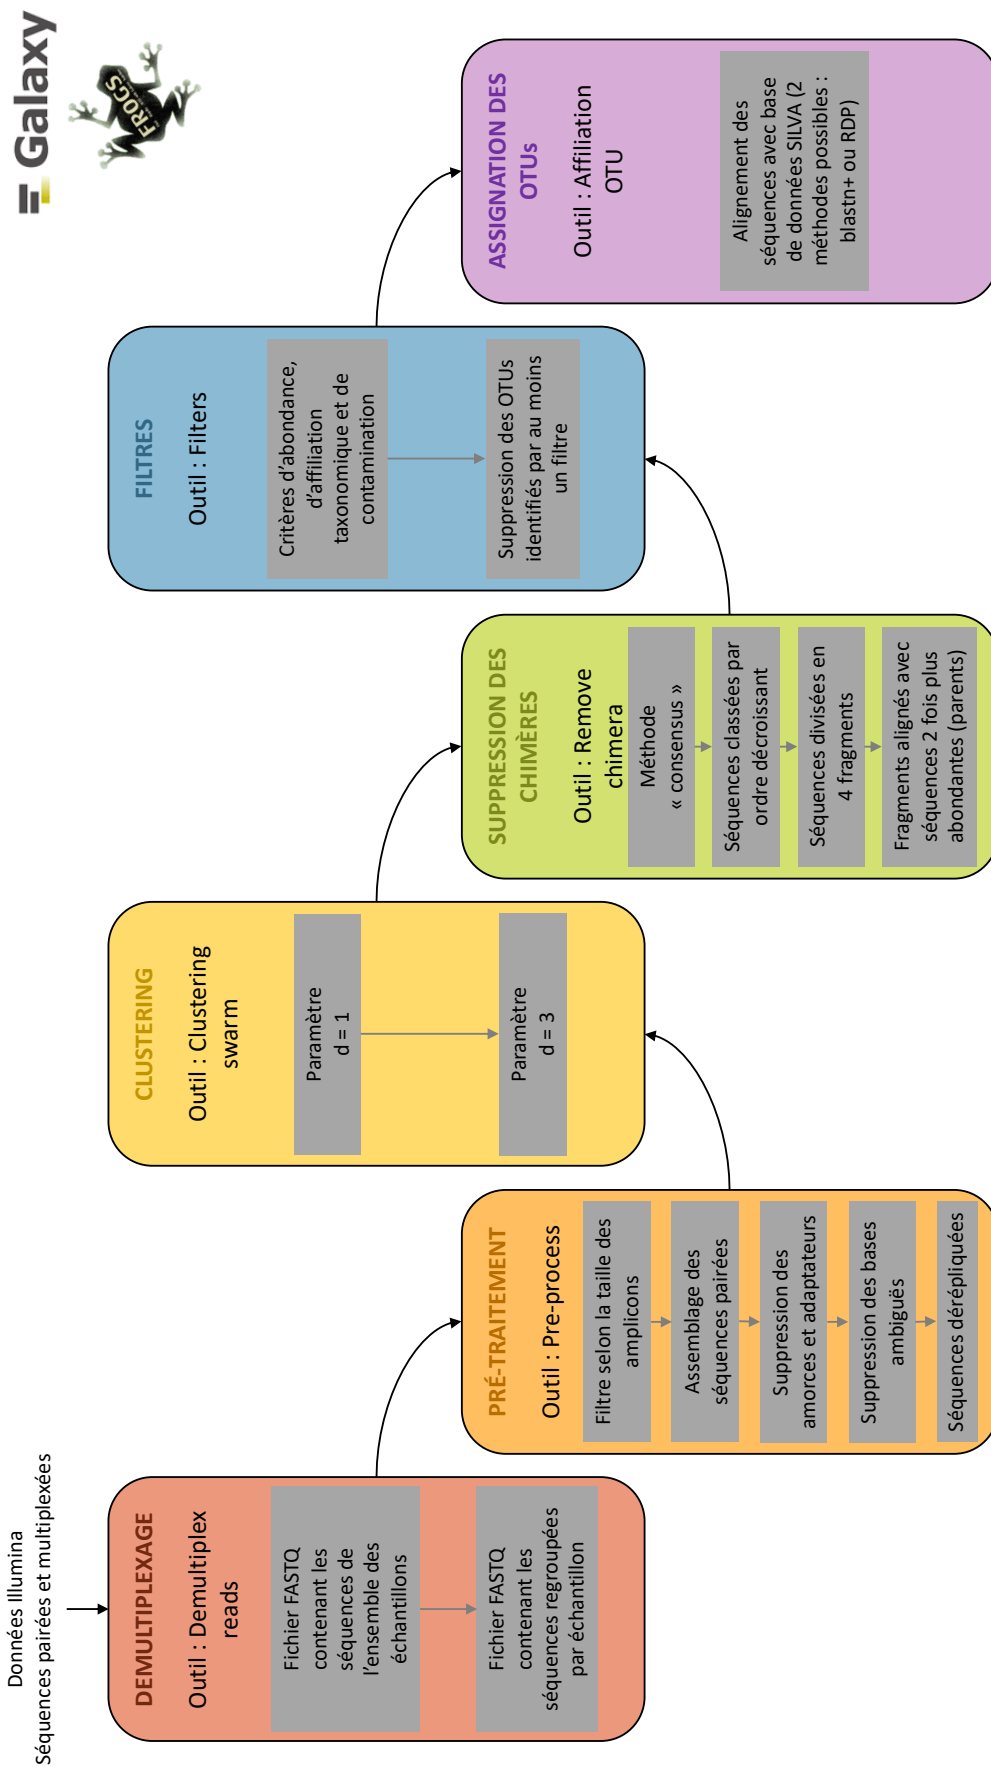 Données Illumina
Séquences pairées et multiplexées
DEMULTIPLEXAGE
Outil : Demultiplex
reads
Fichier FASTQ
contenant les
séquences de
l'ensemble des
échantillons
Fichier FASTQ
contenant les
séquences regroupées
par échantillon
PRÉ-TRAITEMENT
Outil : Pre-process
Filtre selon la taille des
amplicons
Assemblage des
séquences pairées
Suppression des
amorces et adaptateurs
Suppression des bases
ambiguës
Séquences dérépliquées
CLUSTERING
Outil : Clustering
swarm
Paramètre
d = 1
Paramètre
d = 3
SUPPRESSION DES
CHIMÈRES
Outil : Remove
chimera
Méthode
« consensus »
Séquences classées par
ordre décroissant
Séquences divisées en
4 fragments
Fragments alignés avec
séquences 2 fois plus
abondantes (parents)
FILTRES
Outil : Filters
Critères d'abondance,
d'affiliation
taxonomique et de
contamination
Suppression des OTUs
identifiés par au moins
un filtre
ASSIGNATION DES
OTUs
Outil : Affiliation
OTU
Alignement des
séquences avec base
de données SILVA (2
méthodes possibles :
blastn+ ou RDP)
Galaxy
FROGS